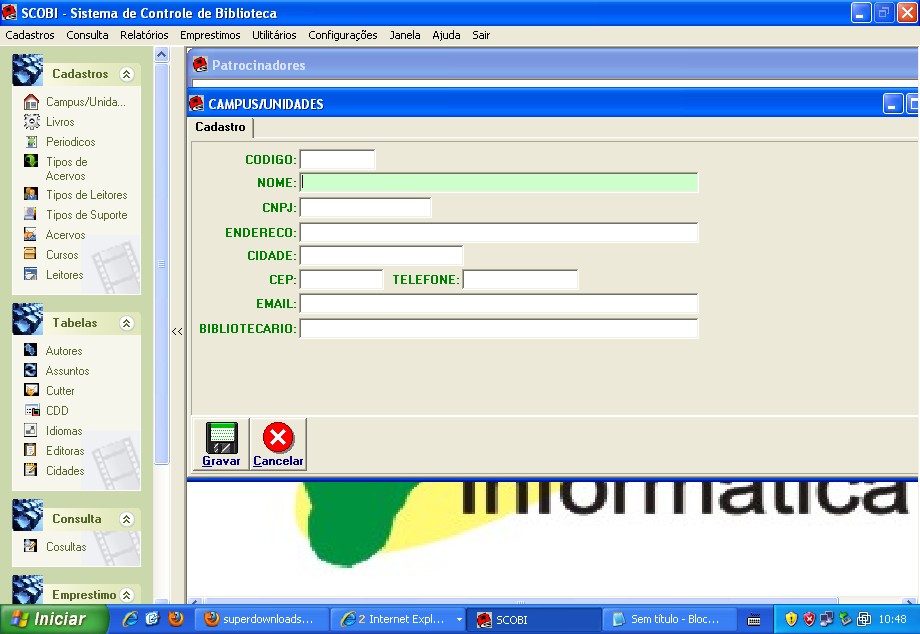 SCOBI - Sistema de Controle de Biblioteca
Cadastros Consulta Relatórios Emprestimos Utilitários Configurações Janela Ajuda Sair
Cadastros
Campus/Unida...
Livros
Periodicos
Tipos de
Acervos
Tipos de Leitores
Tipos de Suporte
Acervos
Cursos
Leitores
Tabelas
Autores
Assuntos
Cutter
CDD
Idiomas
Editoras
Cidades
Consulta
Cosultas
Emprestimo
<<
Patrocinadores
CAMPUS/UNIDADES
Cadastro
CODIGO:
NOME:
CNPJ:
ENDERECO:
CIDADE:
CEP: TELEFONE:
EMAIL:
BIBLIOTECARIO:
Gravar Cancelar
Informática
Iniciar superdownloads... 2 Internet Expl... SCOBI Sem título - Bloc... 10:48